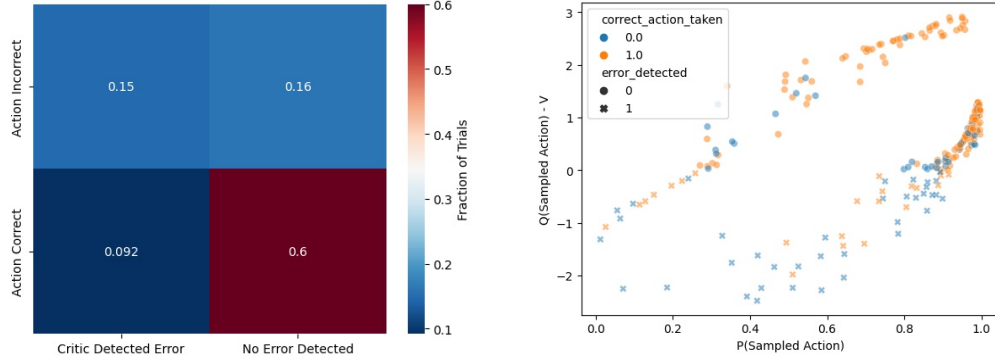 Action Incorrect
Action Correct
0.15
0.16
0.092
0.6
Critic Detected Error
No Error Detected
0.6
0.5
0.4
0.3
0.2
0.1
Fraction of Trials
Q(Sampled Action) - V
3
2
1
0
−1
−2
correct_action_taken
0.0
1.0
error_detected
0
1
0.0
0.2
0.4
0.6
0.8
1.0
P(Sampled Action)